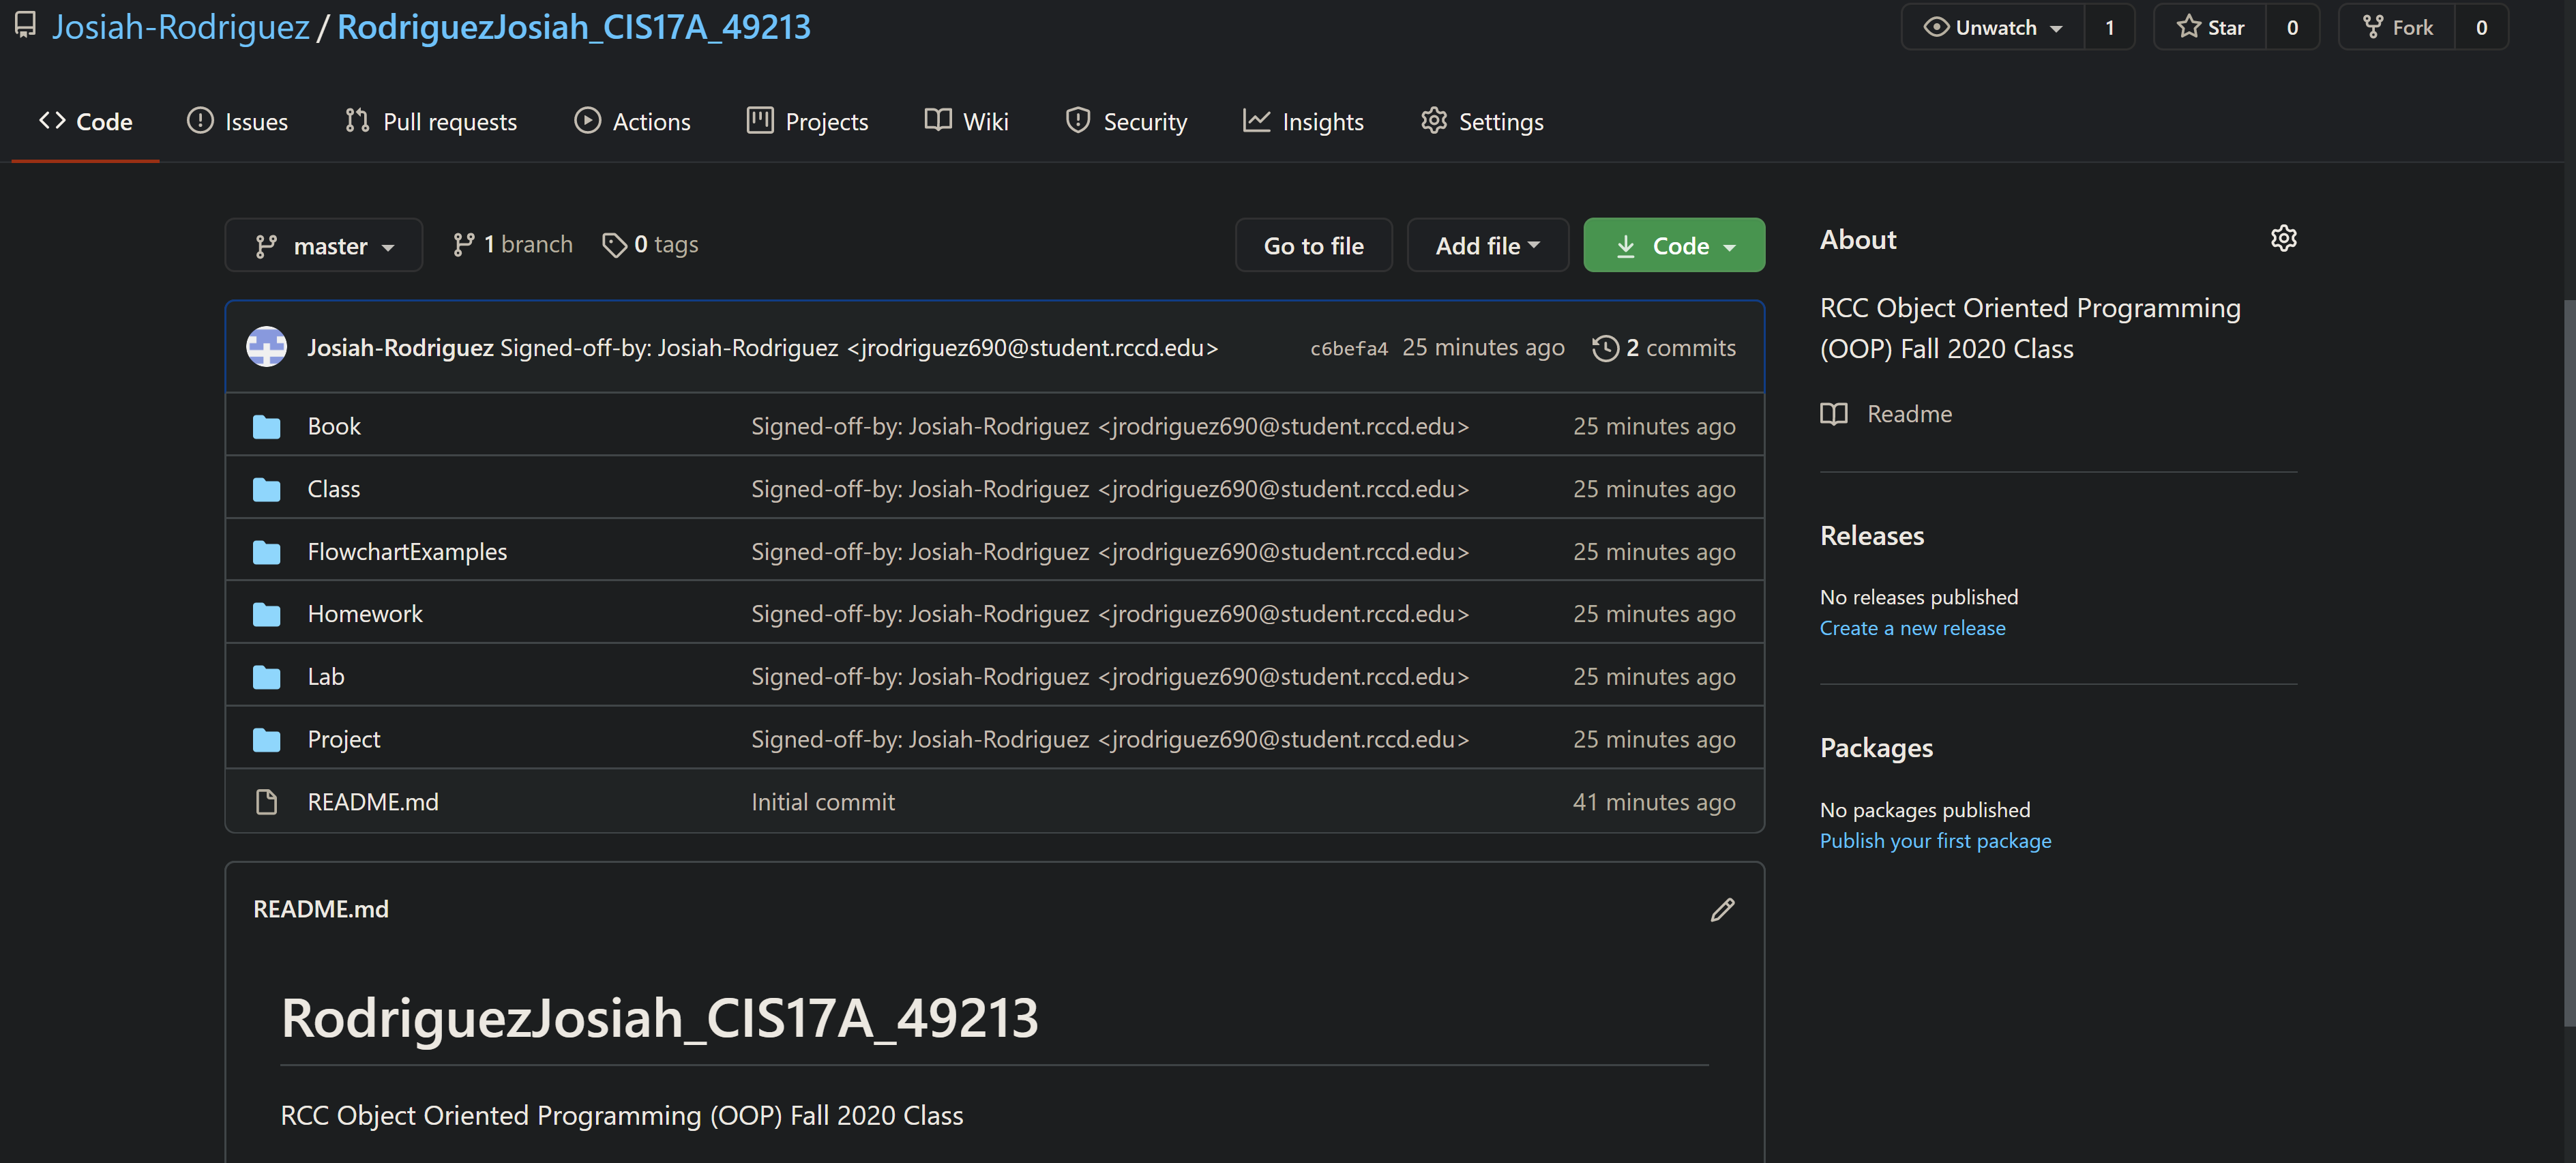 Josiah-Rodriguez / RodriguezJosiah_CIS17A_49213
Unwatch 1 Star 0 Fork 0
Code Issues Pull requests Actions Projects Wiki Security Insights Settings
master 1 branch 0 tags Go to file Add file Code
Josiah-Rodriguez Signed-off-by: Josiah-Rodriguez <jrodriguez690@student.rccd.edu> c6befa4 25 minutes ago 2 commits
Book Signed-off-by: Josiah-Rodriguez <jrodriguez690@student.rccd.edu> 25 minutes ago
Class Signed-off-by: Josiah-Rodriguez <jrodriguez690@student.rccd.edu> 25 minutes ago
FlowchartExamples Signed-off-by: Josiah-Rodriguez <jrodriguez690@student.rccd.edu> 25 minutes ago
Homework Signed-off-by: Josiah-Rodriguez <jrodriguez690@student.rccd.edu> 25 minutes ago
Lab Signed-off-by: Josiah-Rodriguez <jrodriguez690@student.rccd.edu> 25 minutes ago
Project Signed-off-by: Josiah-Rodriguez <jrodriguez690@student.rccd.edu> 25 minutes ago
README.md Initial commit 41 minutes ago
README.md
RodriguezJosiah_CIS17A_49213
RCC Object Oriented Programming (OOP) Fall 2020 Class
About
RCC Object Oriented Programming
(OOP) Fall 2020 Class
Readme
Releases
No releases published
Create a new release
Packages
No packages published
Publish your first package